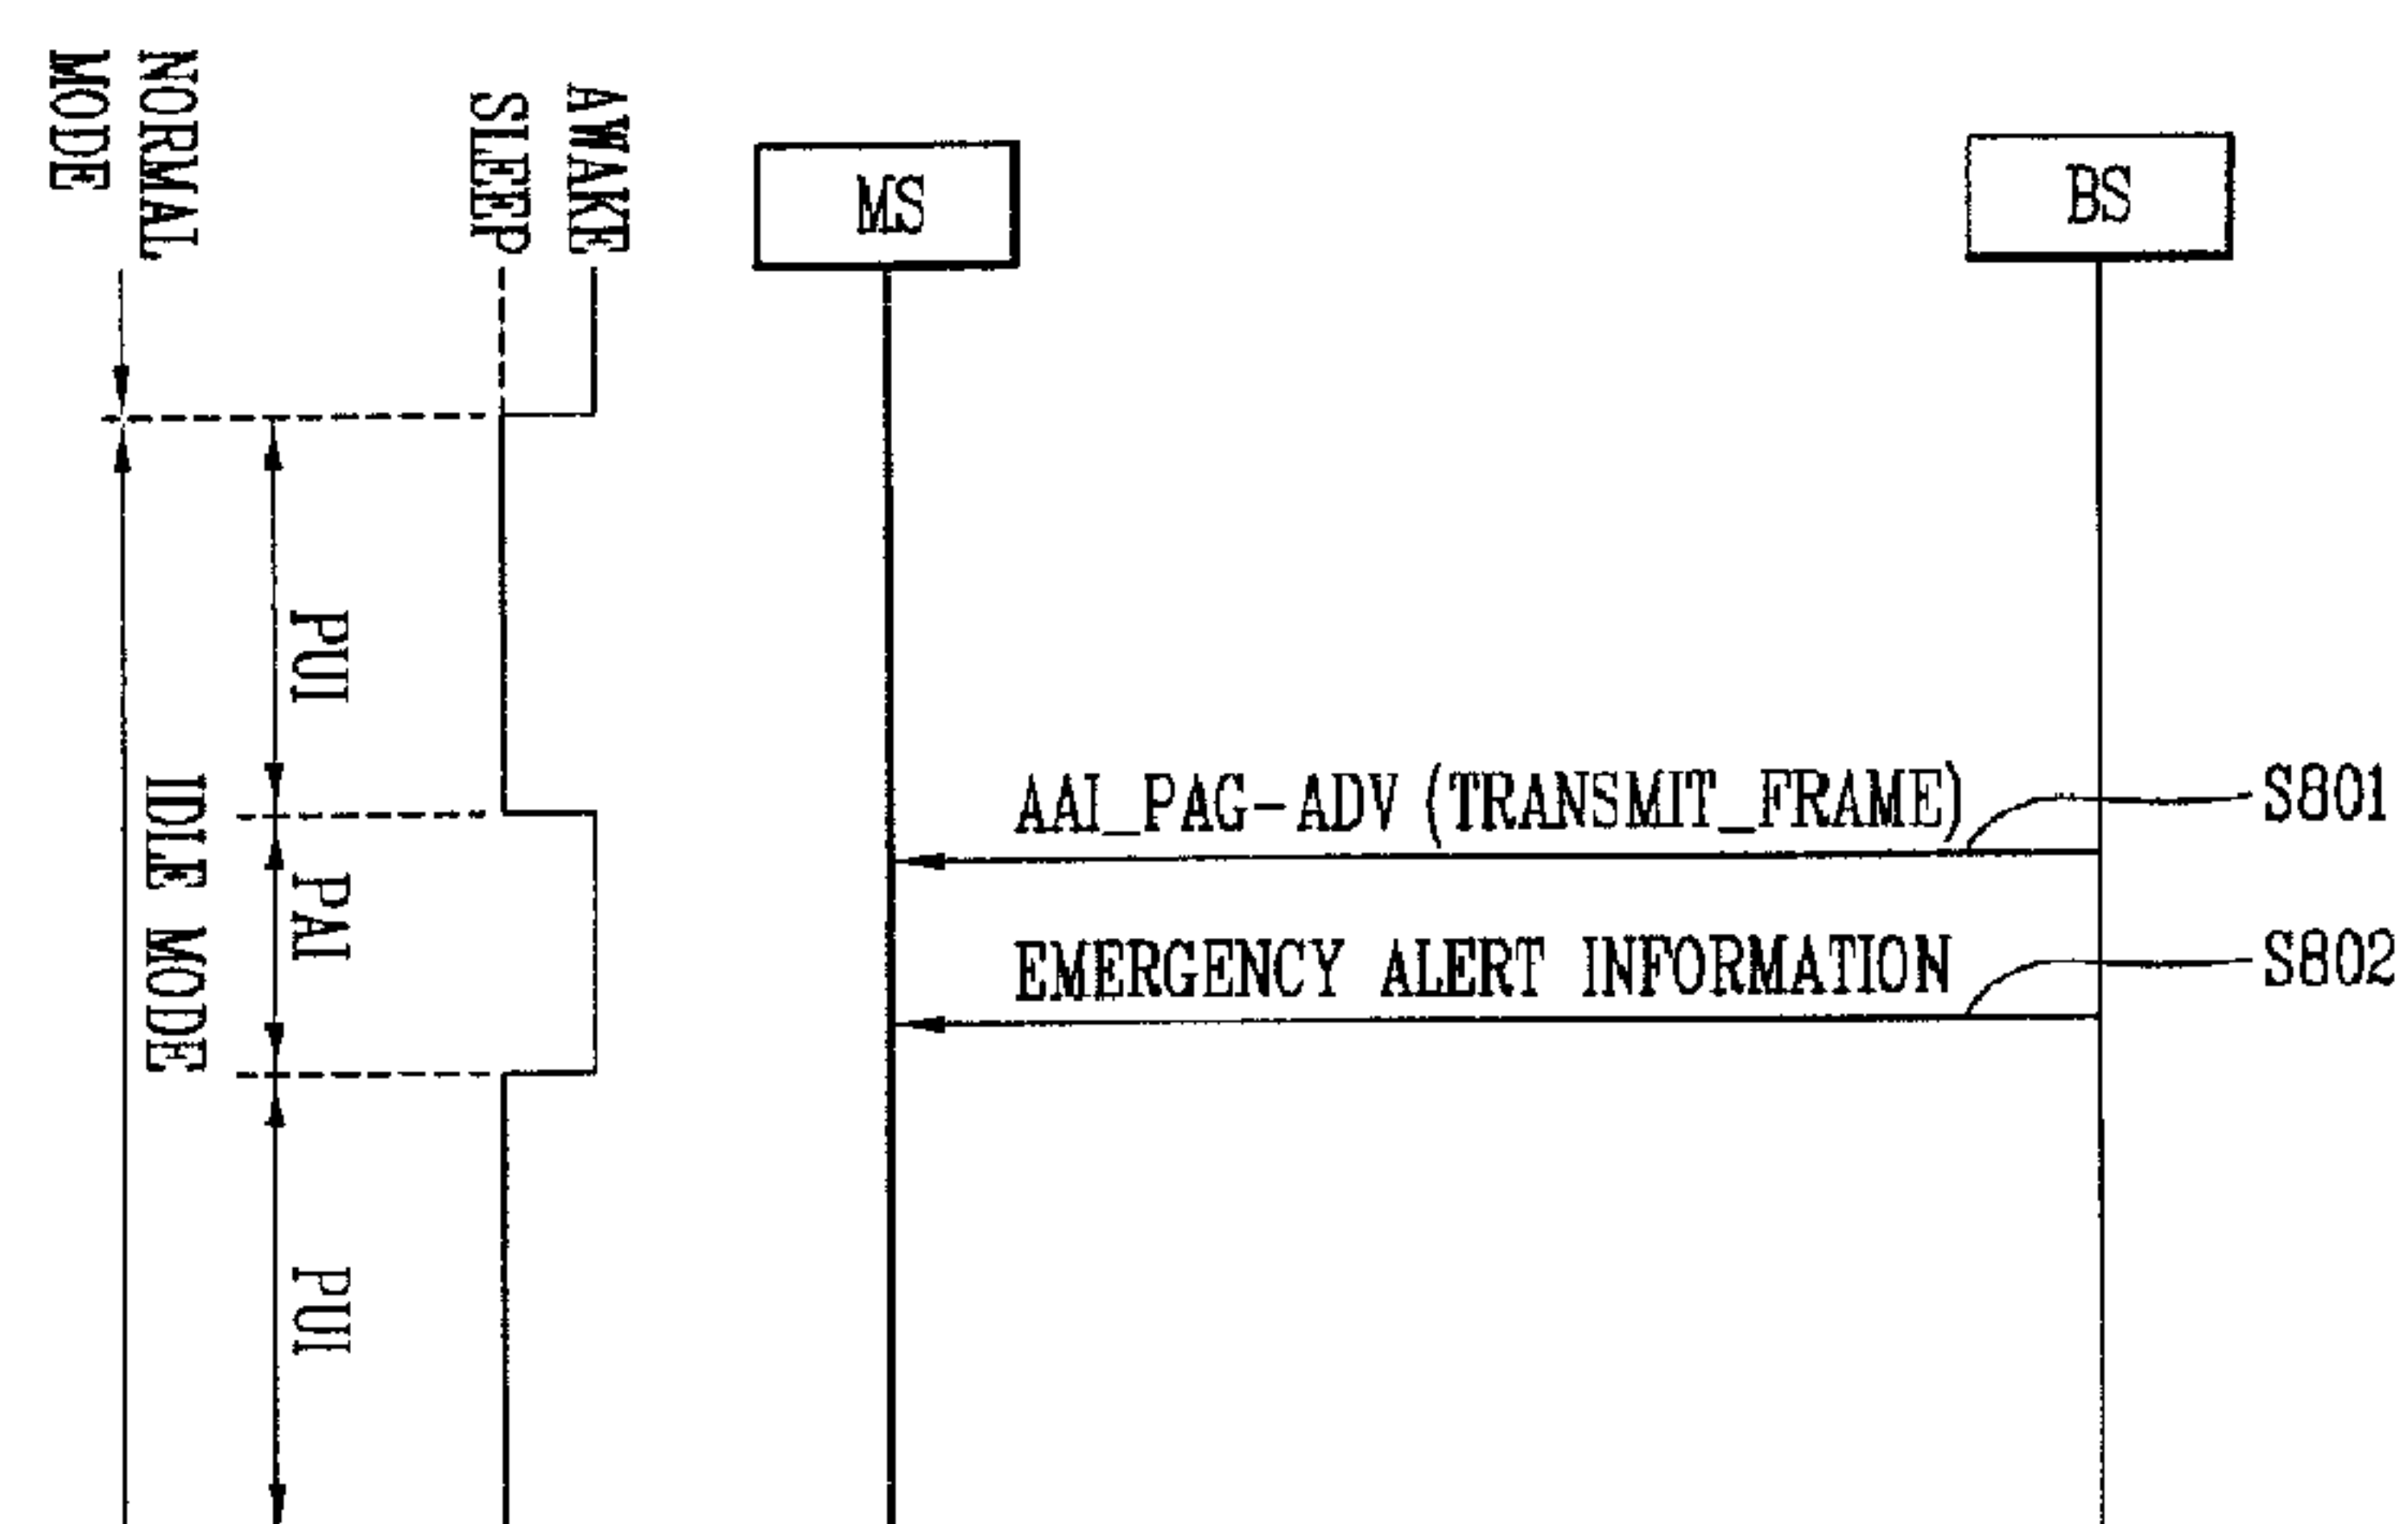 NORMAL
MODE
AWAKE
SLEEP
MS
BS
PUI
AAI_PAG-ADV (TRANSMIT_FRAME)
S801
IDLE MODE
PAI
EMERGENCY ALERT INFORMATION
S802
PUI